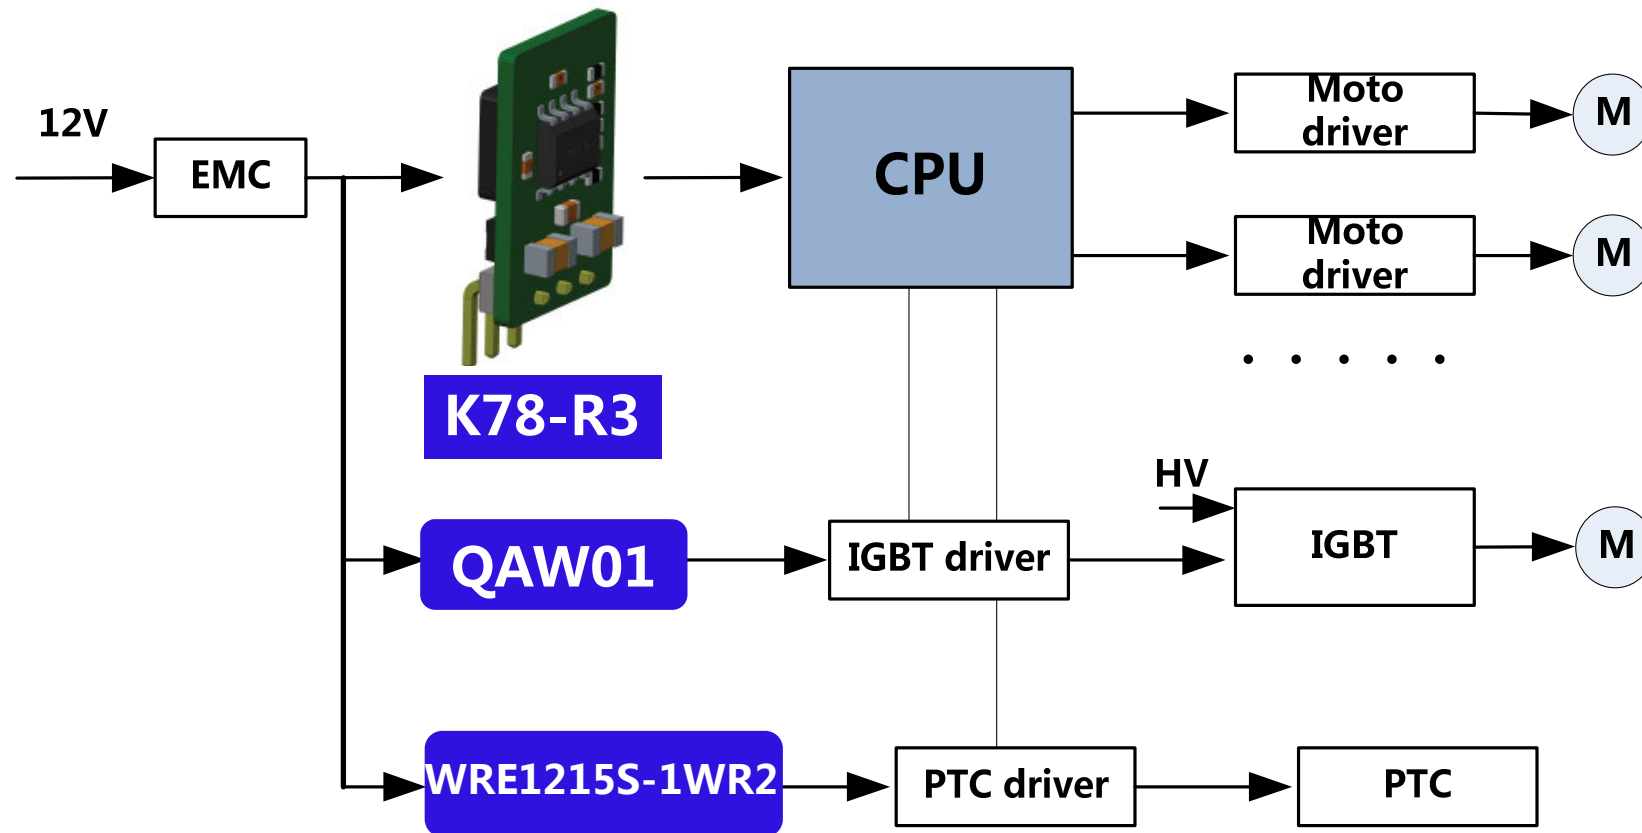 12V
EMC
CPU
Moto
driver
M
Moto
driver
M
. . . . .
K78-R3
HV
QAW01
IGBT driver
IGBT
M
WRE1215S-1WR2
PTC driver
PTC